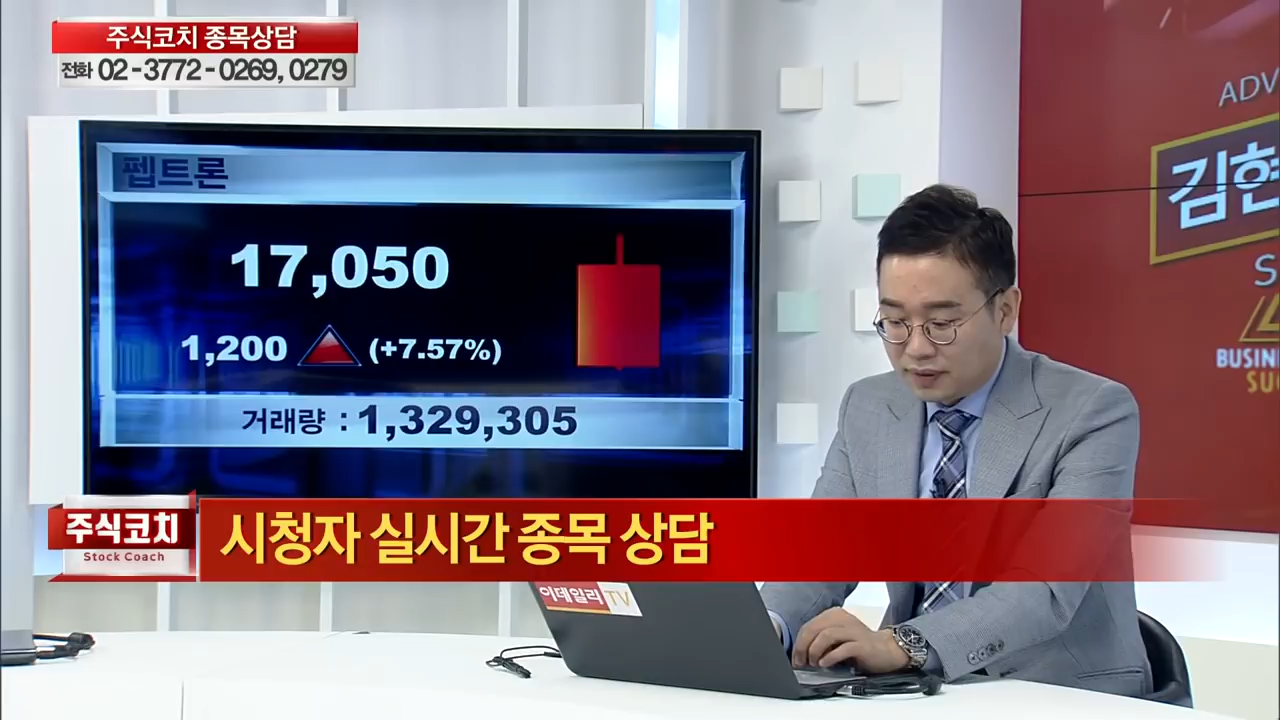 주식코치 종목상담
전화 02-3772-0269, 0279
펩트론
17,050
1,200 ▲ (+7.57%)
거래량 : 1,329,305
ADV
김현
S
BUSIN
SU
주식코치
Stock Coach
시청자 실시간 종목 상담
이데일리TV